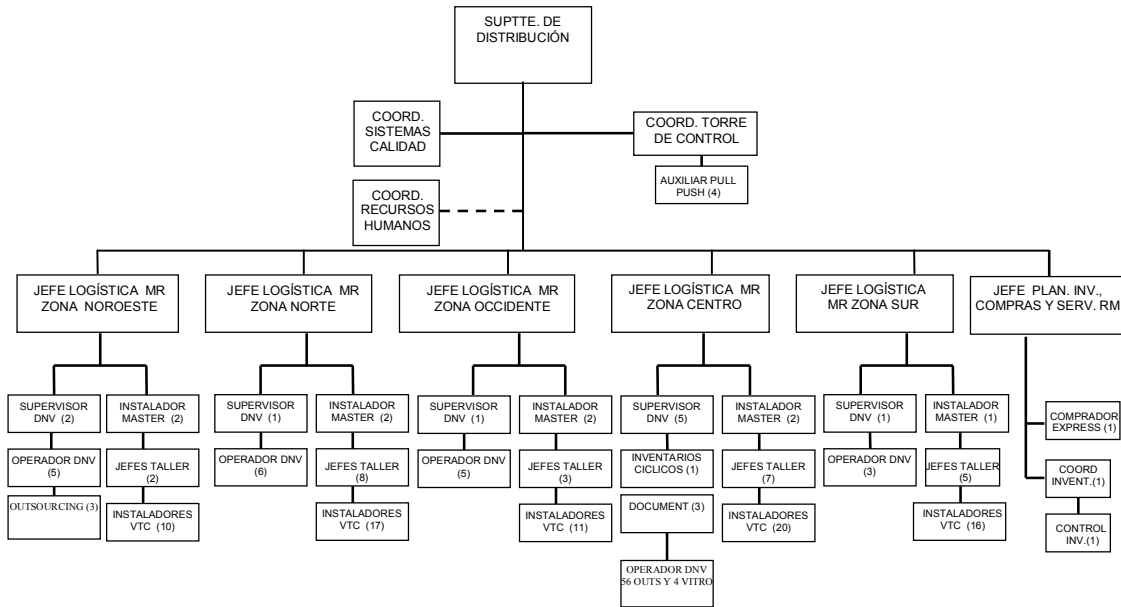 SUPTTE. DE
DISTRIBUCIÓN
COORD.
SISTEMAS
CALIDAD
COORD. TORRE
DE CONTROL
AUXILIAR PULL
PUSH (4)
COORD.
RECURSOS
HUMANOS
JEFE LOGÍSTICA MR
ZONA NOROESTE
JEFE LOGÍSTICA MR
ZONA NORTE
JEFE LOGÍSTICA MR
ZONA OCCIDENTE
JEFE LOGÍSTICA MR
ZONA CENTRO
JEFE LOGÍSTICA
MR ZONA SUR
JEFE PLAN. INV.,
COMPRAS Y SERV. RM
SUPERVISOR
DNV (2)
INSTALADOR
MASTER (2)
SUPERVISOR
DNV (1)
INSTALADOR
MASTER (2)
SUPERVISOR
DNV (1)
INSTALADOR
MASTER (2)
SUPERVISOR
DNV (5)
INSTALADOR
MASTER (2)
SUPERVISOR
DNV (1)
INSTALADOR
MASTER (1)
COMPRADOR
EXPRESS (1)
OPERADOR DNV
(5)
JEFES TALLER
(2)
OPERADOR DNV
(6)
JEFES TALLER
(8)
OPERADOR DNV
(5)
JEFES TALLER
(3)
INVENTARIOS
CICLICOS (1)
JEFES TALLER
(7)
OPERADOR DNV
(3)
JEFES TALLER
(5)
COORD
INVENT.(1)
OUTSOURCING (3)
INSTALADORES
VTC (10)
INSTALADORES
VTC (17)
INSTALADORES
VTC (11)
DOCUMENT (3)
INSTALADORES
VTC (20)
INSTALADORES
VTC (16)
CONTROL
INV.(1)
OPERADOR DNV
56 OUTS Y 4 VITRO